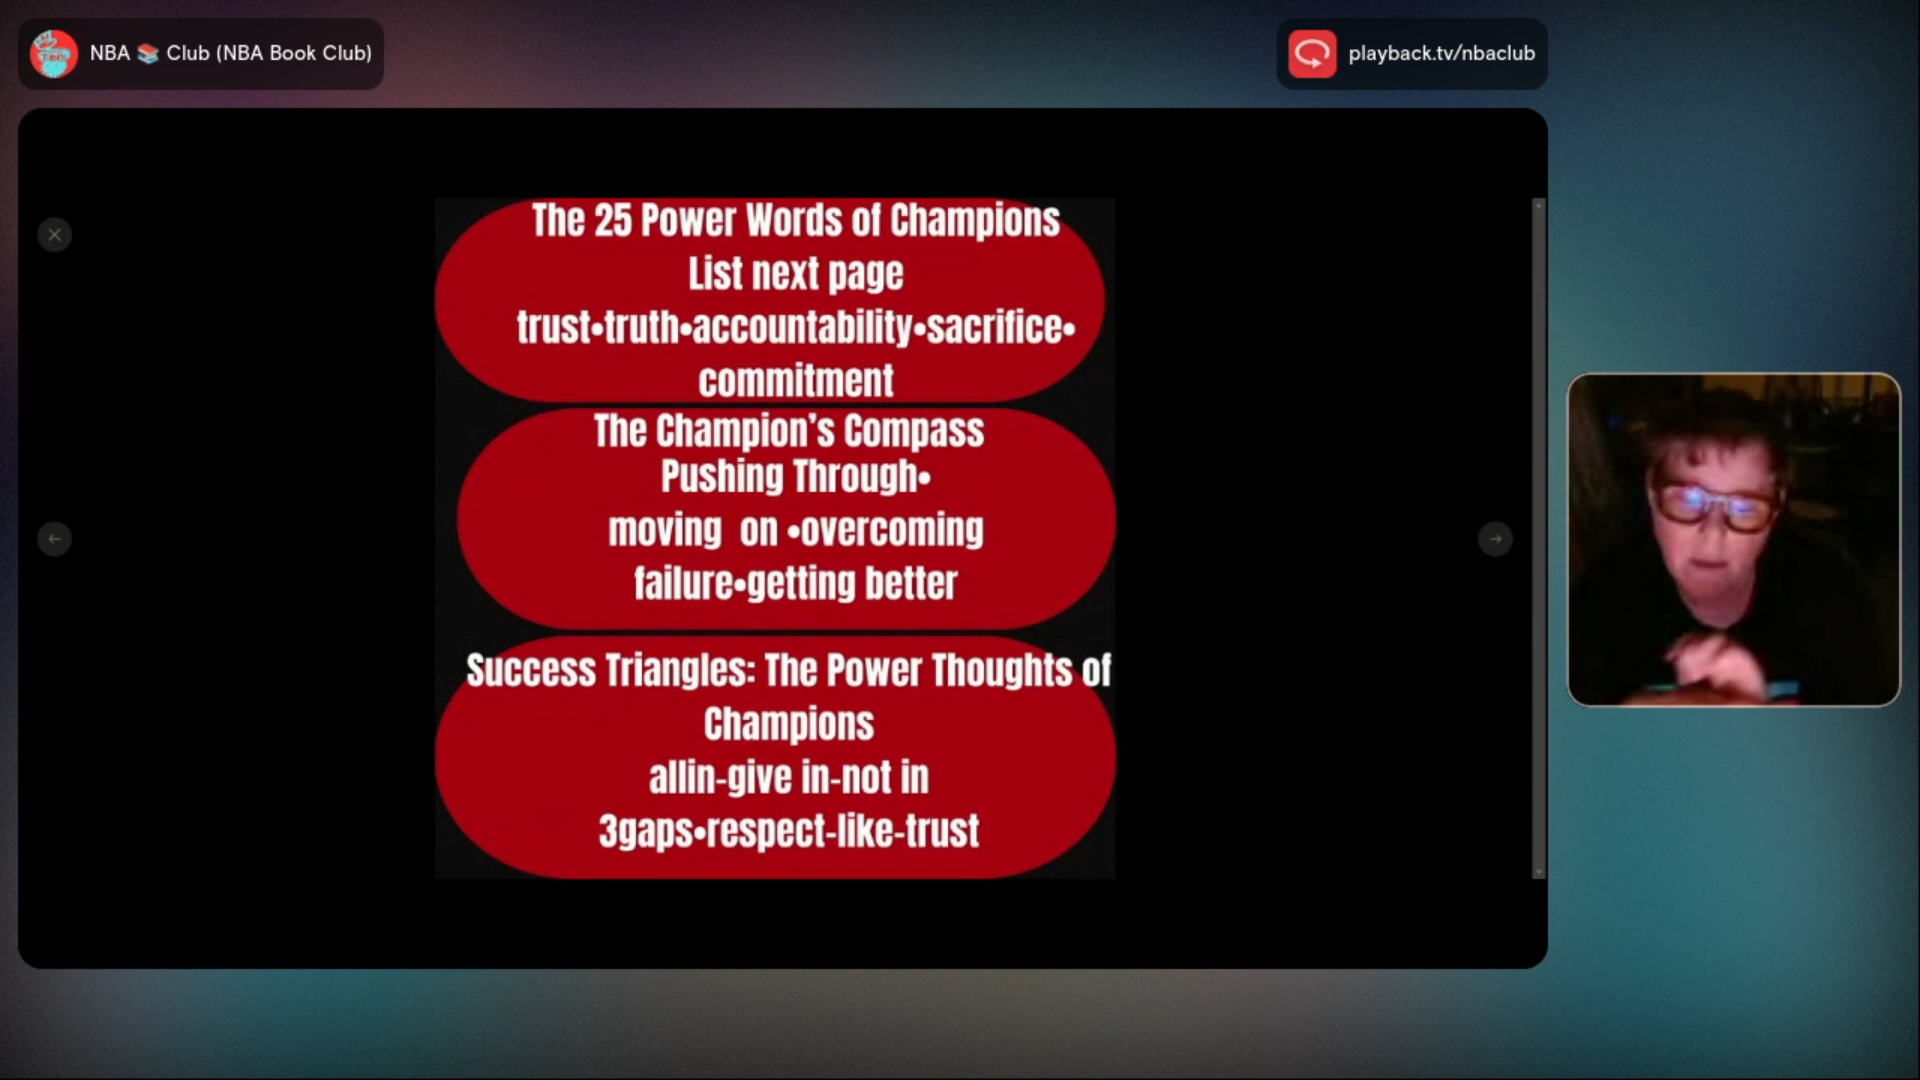 NBA 📚 Club (NBA Book Club)
playback.tv/nbaclub
The 25 Power Words of Champions
List next page
trust•truth•accountability•sacrifice•
commitment
The Champion’s Compass
Pushing Through•
moving on •overcoming
failure•getting better
Success Triangles: The Power Thoughts of
Champions
allin-give in-not in
3gaps•respect-like-trust